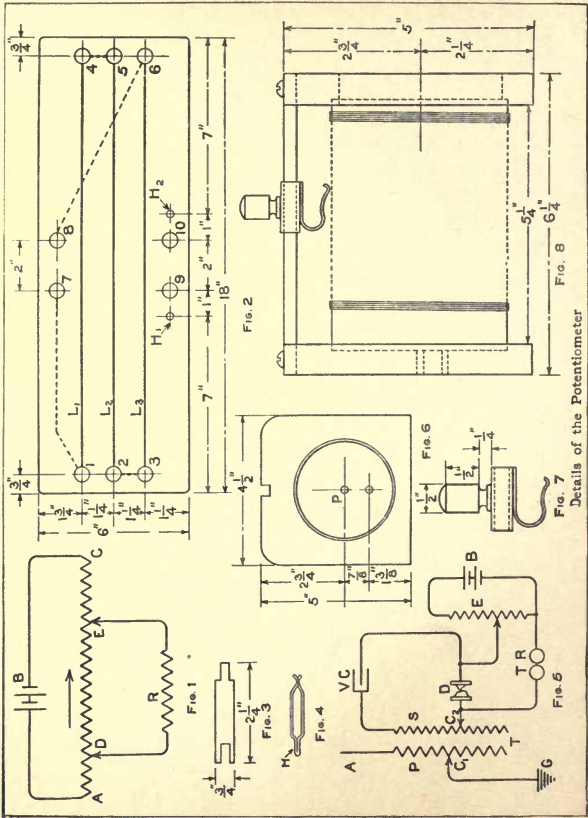 B
A
D
E
C
R
FIG. 1
3/4"
2 1/4"
FIG. 3
H
FIG. 4
A
P
S
VC
C1
C2
D
T
G
E
B
T R
FIG. 5
3/4"
3/4"
1 3/4"
1 1/4"
1 1/4"
1 1/4"
6"
1
2
3
4
5
6
7
8
9
10
L1
L2
L3
H1
H2
2"
7"
1"
2"
1"
7"
18"
FIG. 2
4 1/2"
2 3/4"
7/8"
1 3/8"
5"
P
FIG. 6
1/2"
1/2"
1/4"
FIG. 7
5"
2 3/4"
2 1/4"
5 1/4"
6 1/4"
FIG. 8
Details of the Potentiometer